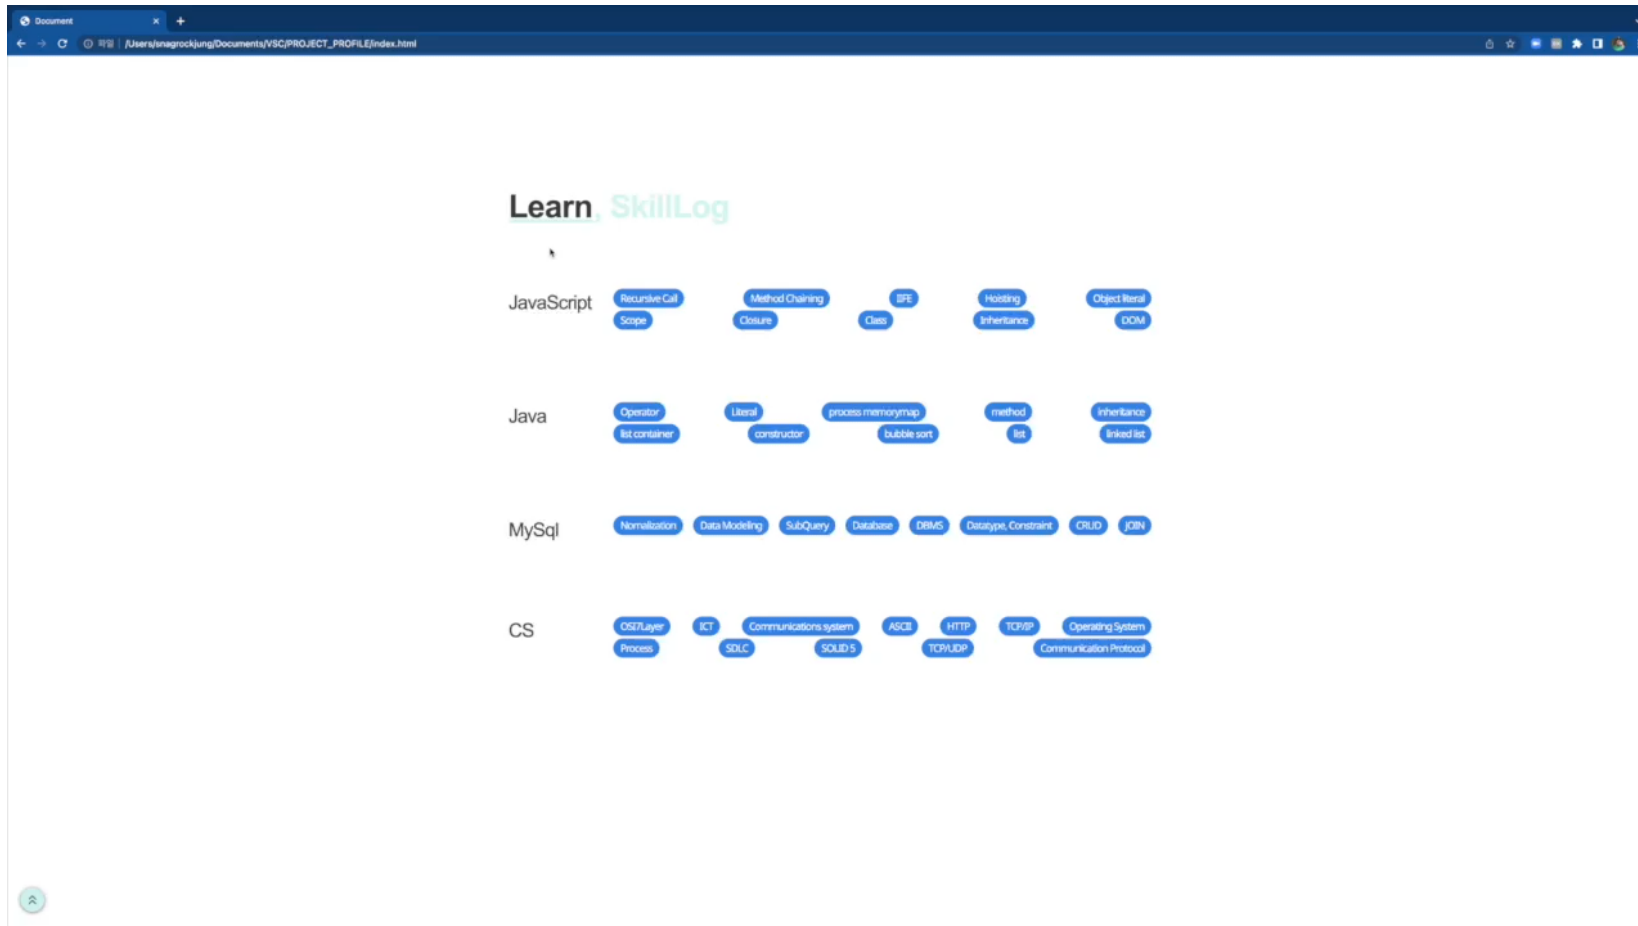 Document
파일 /Users/snagrockjung/Documents/VSC/PROJECT_PROFILE/index.html
Learn, SkillLog
JavaScript
Recursive Call Method Chaining IIFE Hoisting Object literal
Scope Closure Class Inheritance DOM
Java
Operator Literal process memorymap method inheritance
list container constructor bubble sort list linked list
MySql
Normalization Data Modeling SubQuery Database DBMS Datatype, Constraint CRUD JOIN
CS
OSI7Layer ICT Communications system ASCII HTTP TCP/IP Operating System
Process SDLC SOLID 5 TCP/UDP Communication Protocol